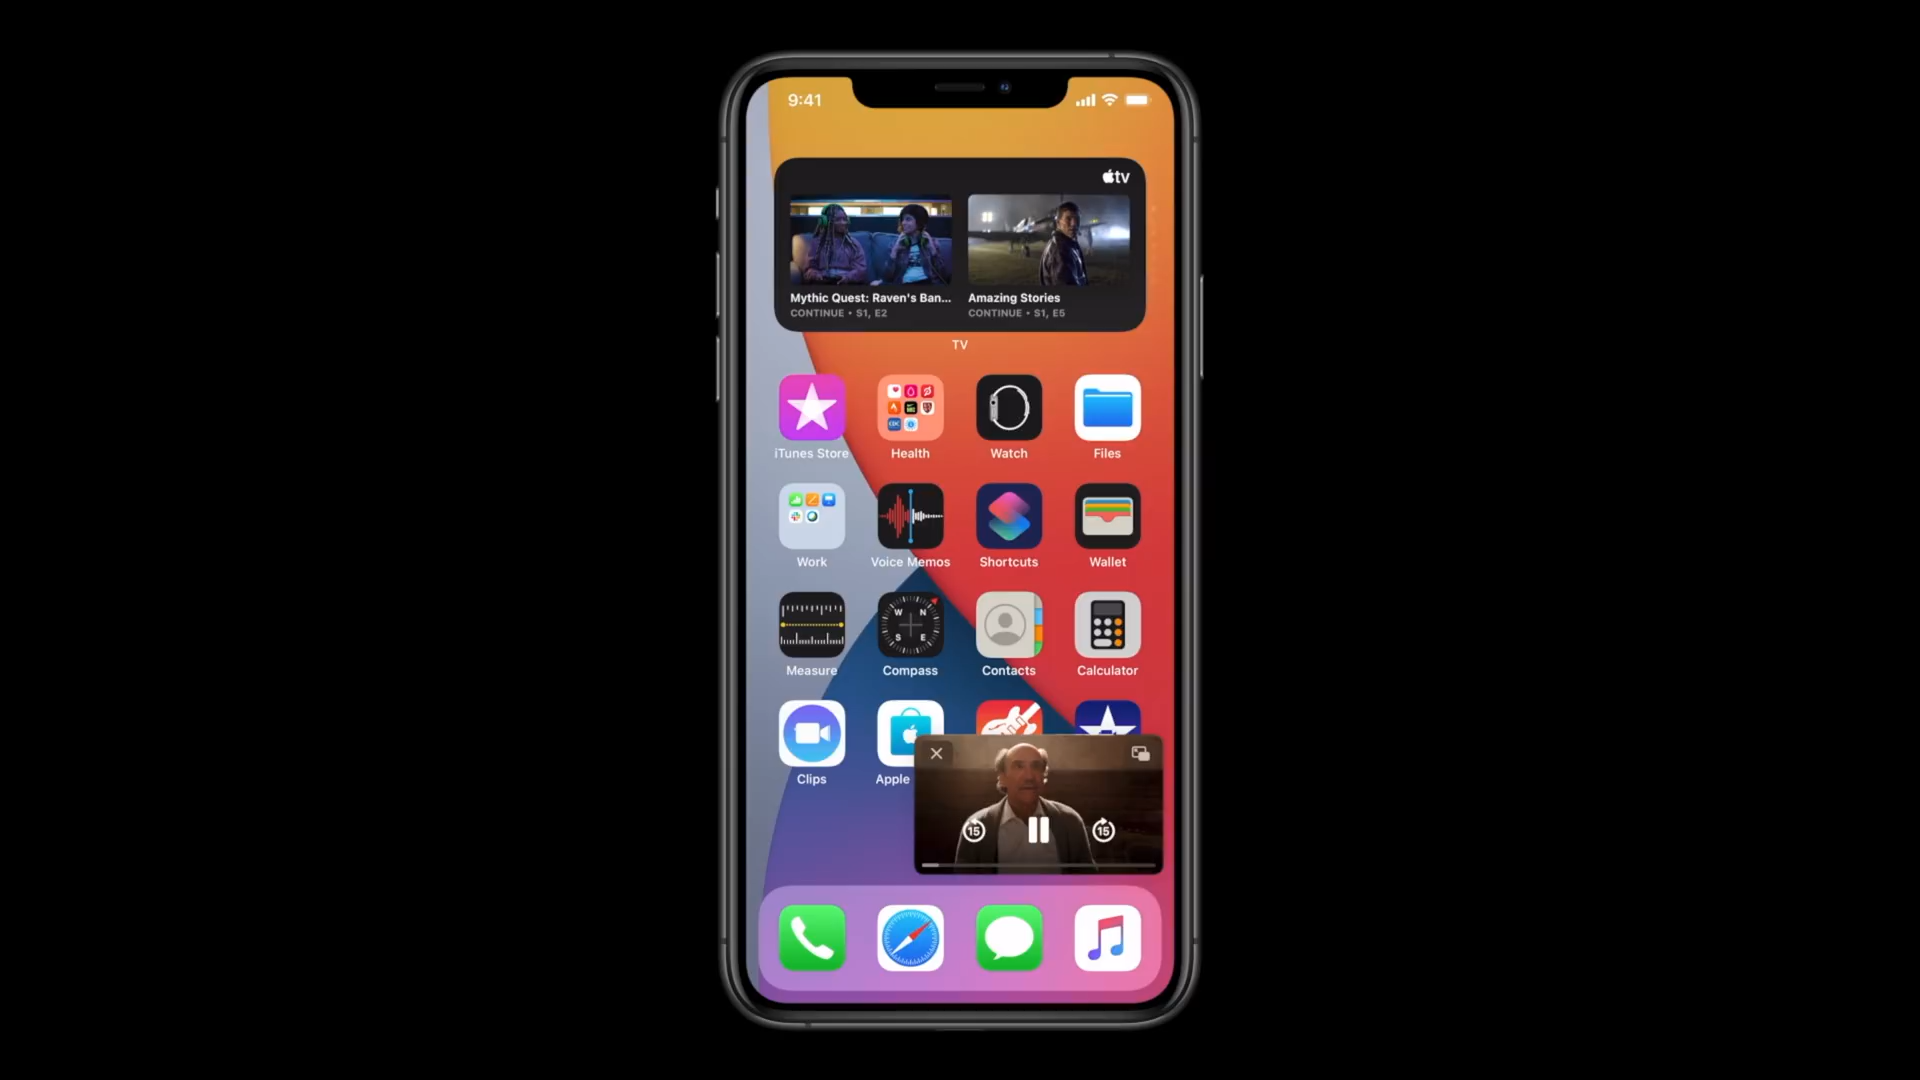 9:41
tv
Mythic Quest: Raven's Ban...
CONTINUE • S1, E2
Amazing Stories
CONTINUE • S1, E5
TV
iTunes Store
Health
Watch
Files
Work
Voice Memos
Shortcuts
Wallet
W N
S E
Measure
Compass
Contacts
Calculator
Clips
Apple
15
15